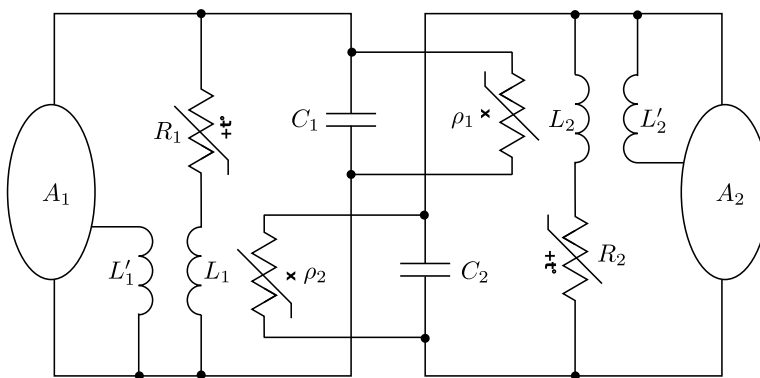 A₁
R₁
+t°
L′₁
L₁
C₁
ρ₁
x
x
ρ₂
C₂
L₂
L′₂
+t°
R₂
A₂